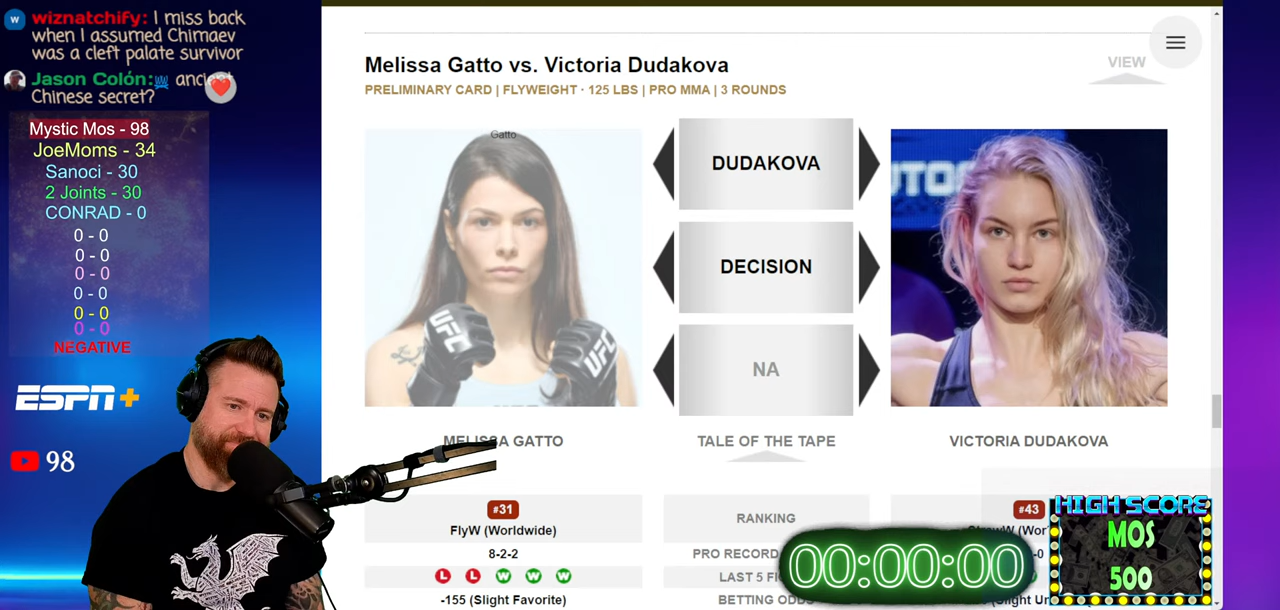 wiznatchify: I miss back
when I assumed Chimaev
was a cleft palate survivor
Jason Colón: anc
Chinese secret?
Mystic Mos - 98
JoeMoms - 34
Sanoci - 30
2 Joints - 30
CONRAD - 0
0 - 0
0 - 0
0 - 0
0 - 0
0 - 0
0 - 0
NEGATIVE
ESPN+
98
Melissa Gatto vs. Victoria Dudakova
VIEW
PRELIMINARY CARD | FLYWEIGHT · 125 LBS | PRO MMA | 3 ROUNDS
Gatto
UFC
UFC
DUDAKOVA
DECISION
NA
MELISSA GATTO
TALE OF THE TAPE
VICTORIA DUDAKOVA
#31
RANKING
#43
FlyW (Worldwide)
8-2-2
PRO RECORD
L L W W W
LAST 5 FI
-155 (Slight Favorite)
BETTING ODD
00:00:00
HIGH SCORE
MOS
500